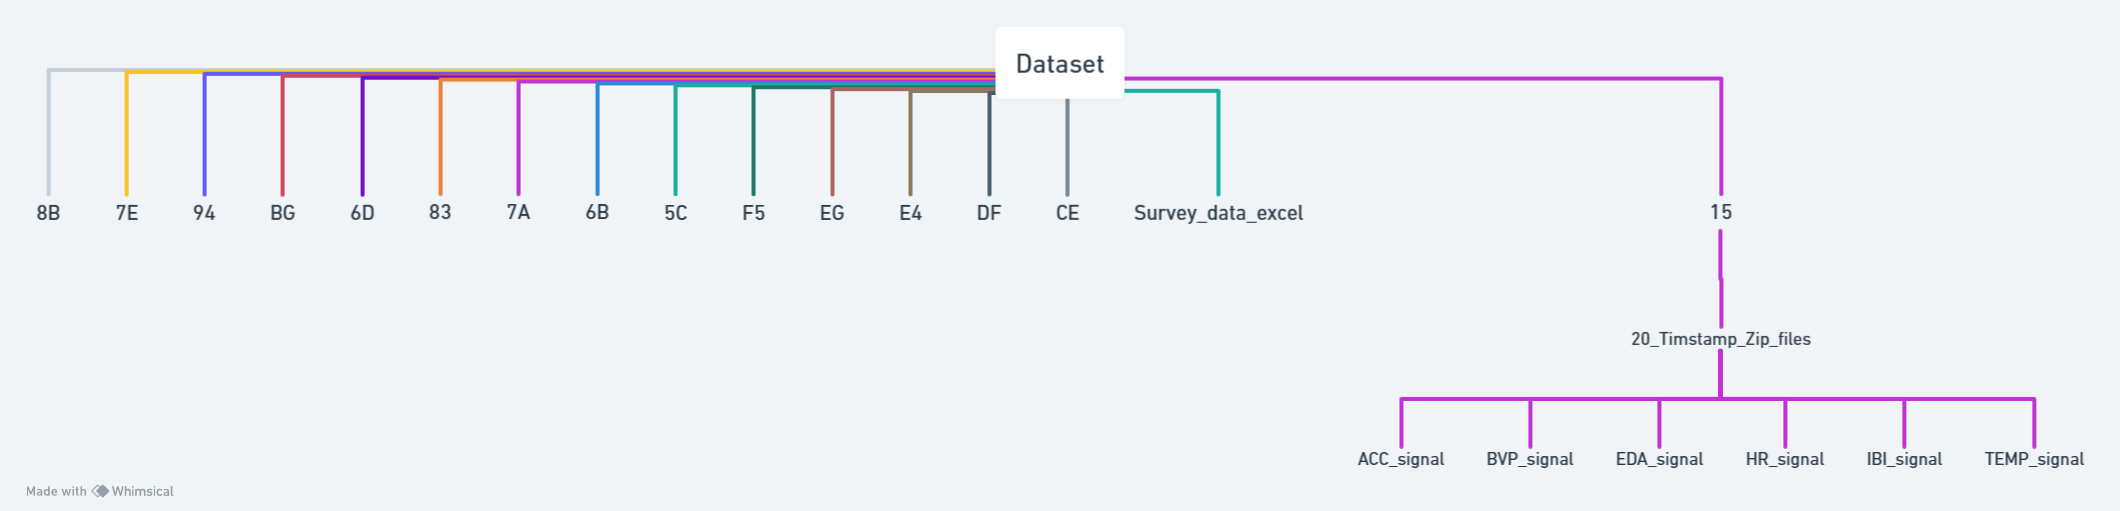 Dataset
8B 7E 94 BG 6D 83 7A 6B 5C F5 EG E4 DF CE Survey_data_excel 15
20_Timstamp_Zip_files
ACC_signal BVP_signal EDA_signal HR_signal IBI_signal TEMP_signal
Made with Whimsical